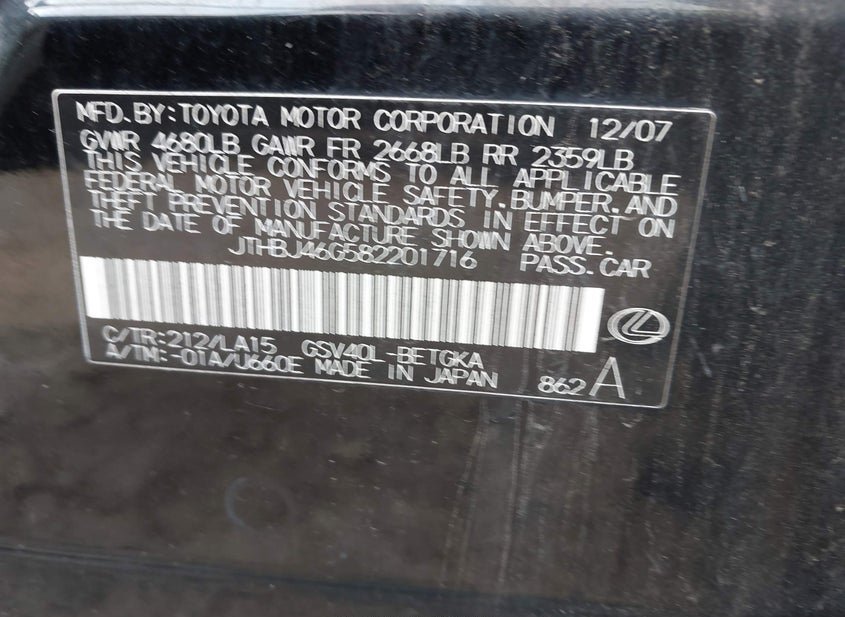 MFD.BY:TOYOTA MOTOR CORPORATION 12/07
GVWR 4680LB GAWR FR 2668LB RR 2359LB
THIS VEHICLE CONFORMS TO ALL APPLICABLE
FEDERAL MOTOR VEHICLE SAFETY,BUMPER,AND
THEFT PREVENTION STANDARDS IN EFFECT ON
THE DATE OF MANUFACTURE SHOWN ABOVE.
JTHBJ46G582201716 PASS.CAR
C/TR:212/LA15 GSV40L-BETGKA
A/TM:-01A/U660E MADE IN JAPAN 862 A